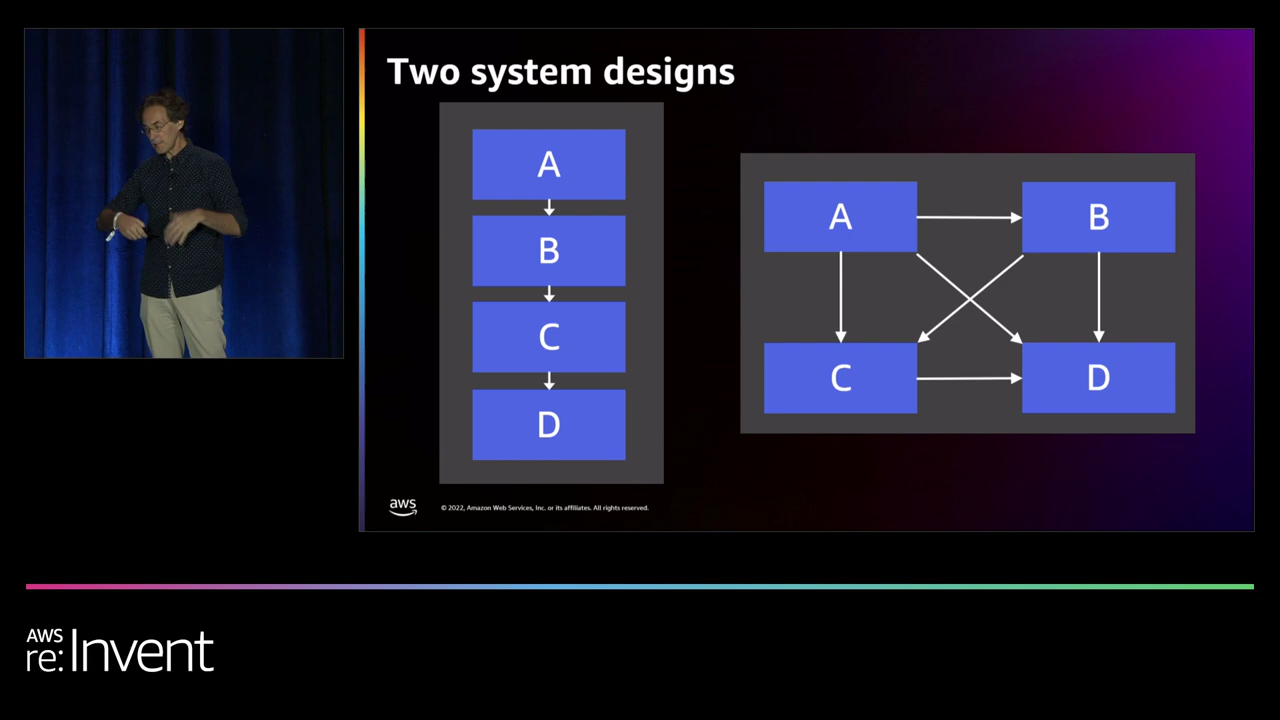 Two system designs
A
B
C
D
A
B
C
D
aws
© 2022, Amazon Web Services, Inc. or its affiliates. All rights reserved.
AWS
re:Invent